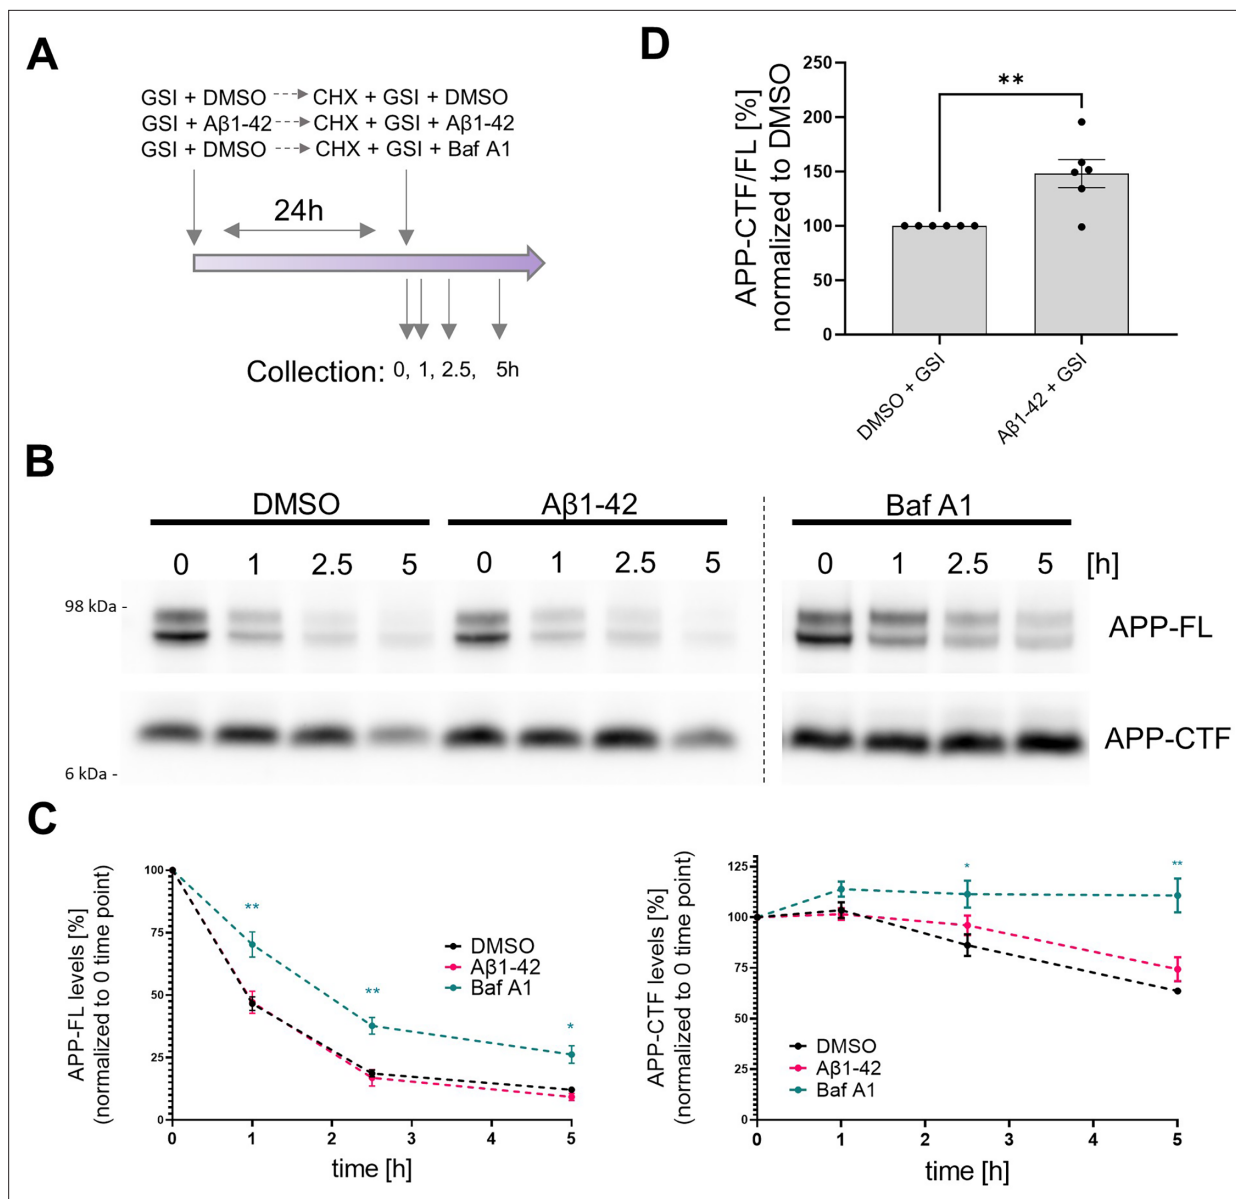 A
GSI + DMSO CHX + GSI + DMSO
GSI + Aβ1-42 CHX + GSI + Aβ1-42
GSI + DMSO CHX + GSI + Baf A1
24h
Collection: 0, 1, 2.5, 5h
D
APP-CTF/FL [%]
normalized to DMSO
250
200
150
100
50
0
**
DMSO + GSI
Aβ1-42 + GSI
B
DMSO Aβ1-42 Baf A1
0 1 2.5 5 0 1 2.5 5 0 1 2.5 5 [h]
98 kDa -
APP-FL
APP-CTF
6 kDa -
C
APP-FL levels [%]
(normalized to 0 time point)
100
75
50
25
0
** ** *
DMSO
Aβ1-42
Baf A1
0 1 2 3 4 5
time [h]
APP-CTF levels [%]
(normalized to 0 time point)
125
100
75
50
25
0
* **
DMSO
Aβ1-42
Baf A1
0 1 2 3 4 5
time [h]